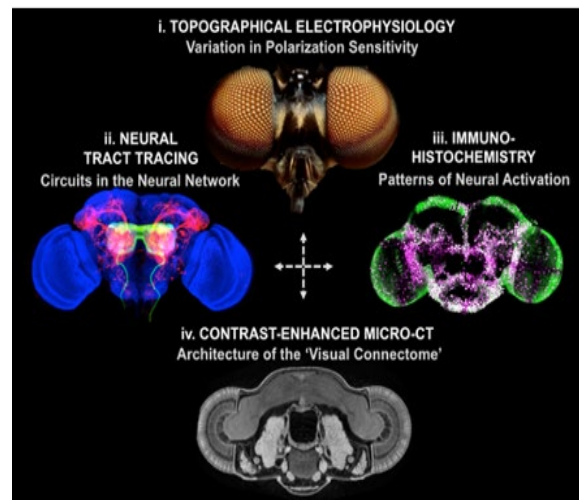 i. TOPOGRAPHICAL ELECTROPHYSIOLOGY
Variation in Polarization Sensitivity
ii. NEURAL
TRACT TRACING
Circuits in the Neural Network
iii. IMMUNO-
HISTOCHEMISTRY
Patterns of Neural Activation
iv. CONTRAST-ENHANCED MICRO-CT
Architecture of the ‘Visual Connectome’